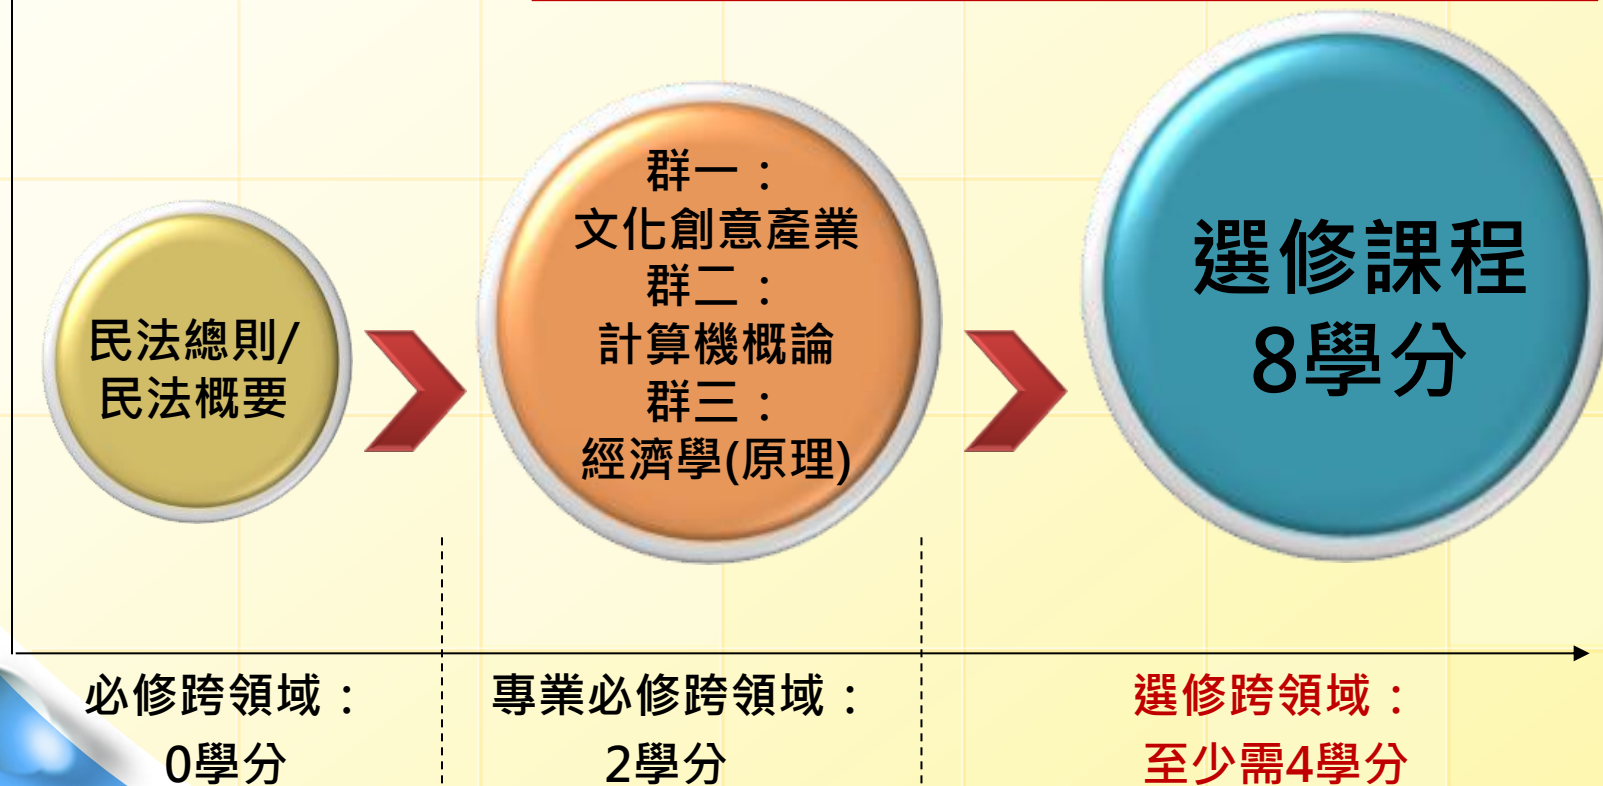 民法總則/
民法概要
群一：
文化創意產業
群二：
計算機概論
群三：
經濟學(原理)
選修課程
8學分
必修跨領域：
0學分
專業必修跨領域：
2學分
選修跨領域：
至少需4學分